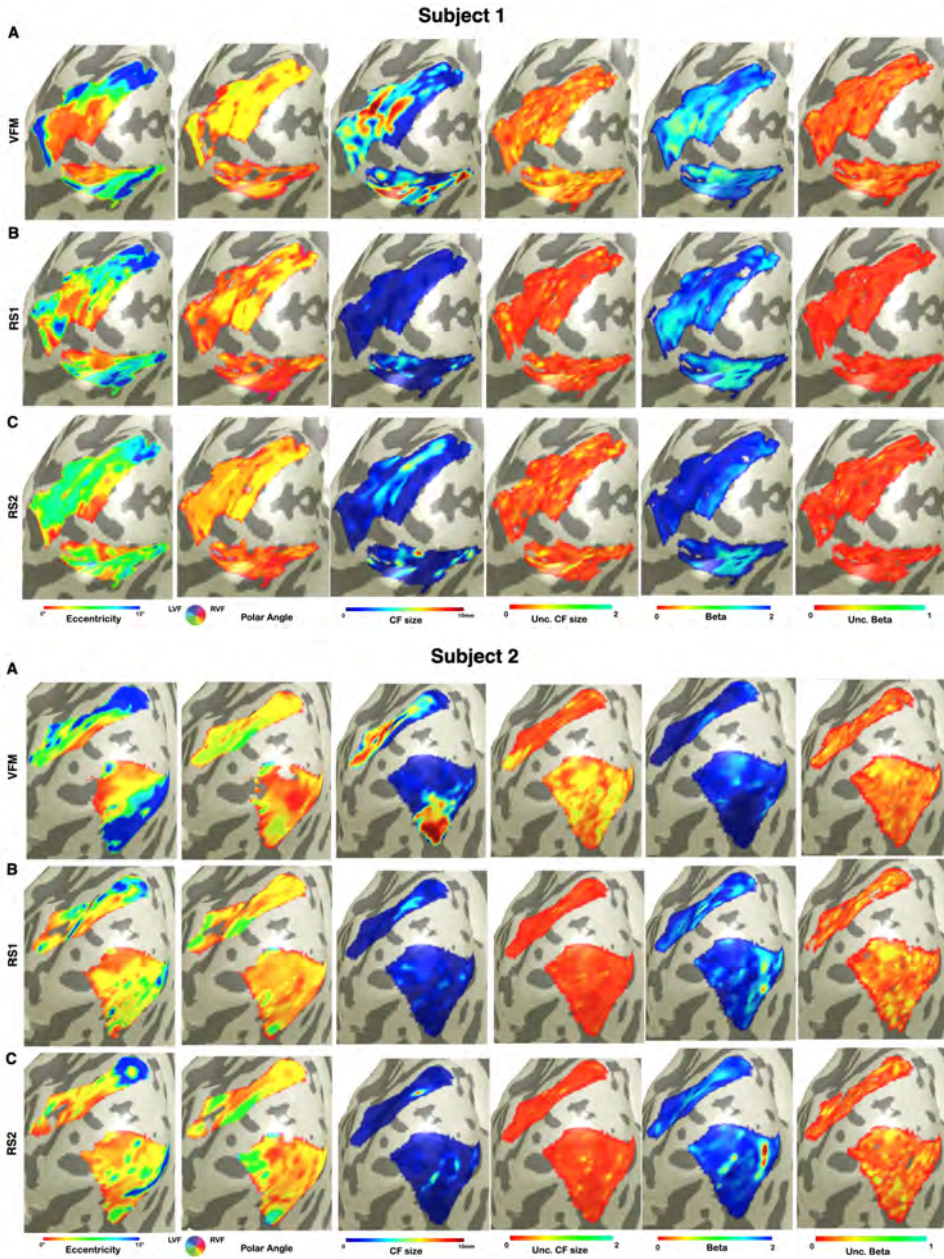 Subject 1
A
VFM
B
RS1
C
RS2
0° 13° LVF RVF 0 10mm 0 2 0 2 0 1
Eccentricity Polar Angle CF size Unc. CF size Beta Unc. Beta
Subject 2
A
VFM
B
RS1
C
RS2
0° 13° LVF RVF 0 10mm 0 2 0 2 0 1
Eccentricity Polar Angle CF size Unc. CF size Beta Unc. Beta